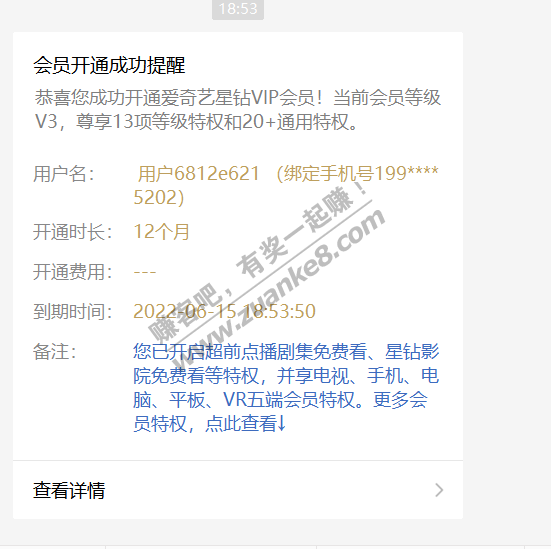 18:53
会员开通成功提醒
恭喜您成功开通爱奇艺星钻VIP会员！当前会员等级
V3，尊享13项等级特权和20+通用特权。
用户名： 用户6812e621 （绑定手机号199****
5202）
开通时长： 12个月
开通费用： ---
到期时间： 2022-06-15 18:53:50
备注： 您已开启超前点播剧集免费看、星钻影
院免费看等特权，并享电视、手机、电
脑、平板、VR五端会员特权。更多会
员特权，点此查看↓
查看详情
赚客吧，有奖一起赚！
www.zuanke8.com